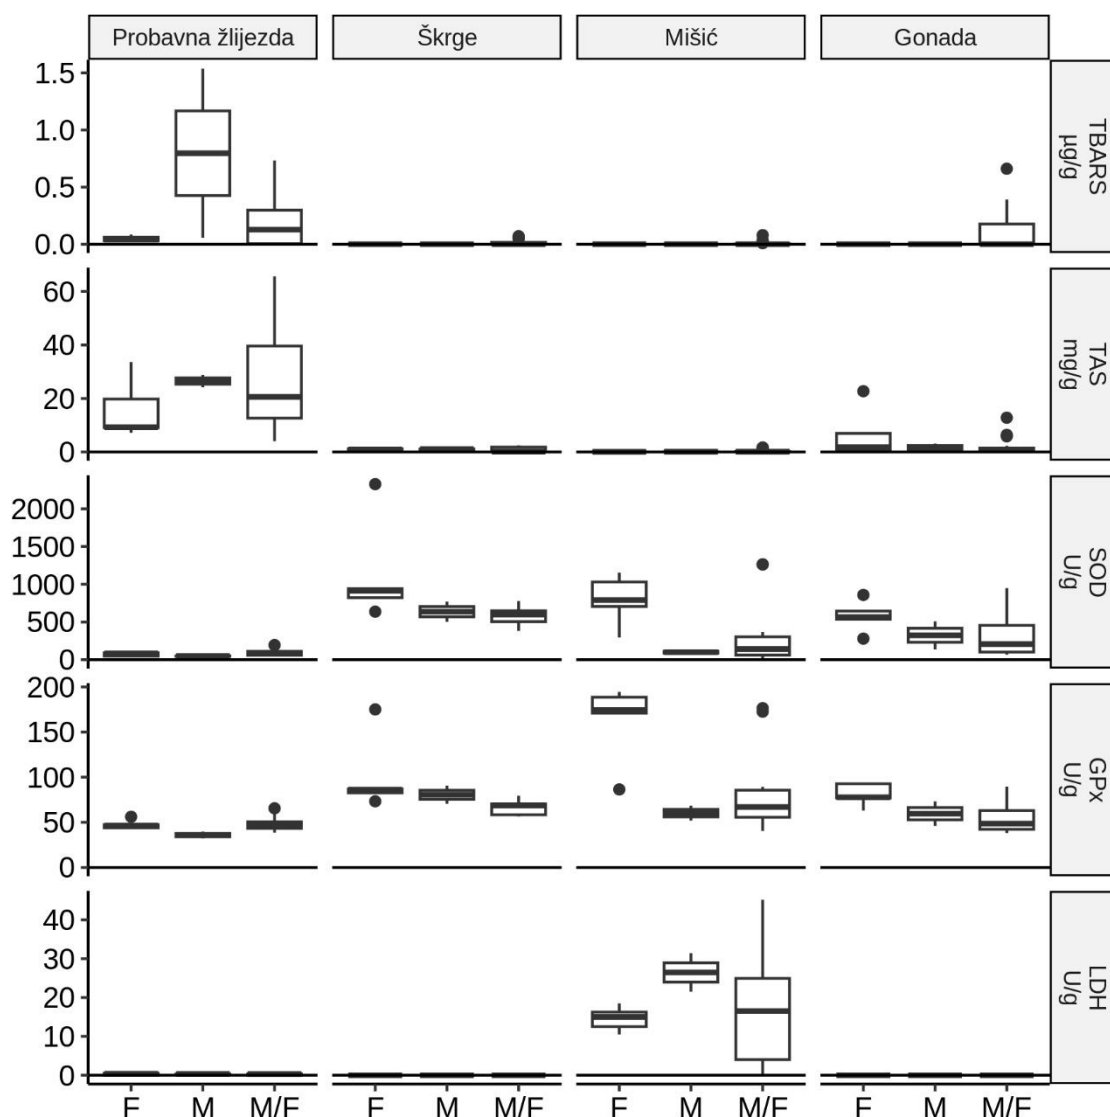 Probavna žlijezda Škrge Mišić Gonada
1.5
1.0
0.5
0.0
TBARS
µg/g
60
40
20
0
TAS
mg/g
2000
1500
1000
500
0
SOD
U/g
200
150
100
50
0
GPx
U/g
40
30
20
10
0
LDH
U/g
F M M/F F M M/F F M M/F F M M/F